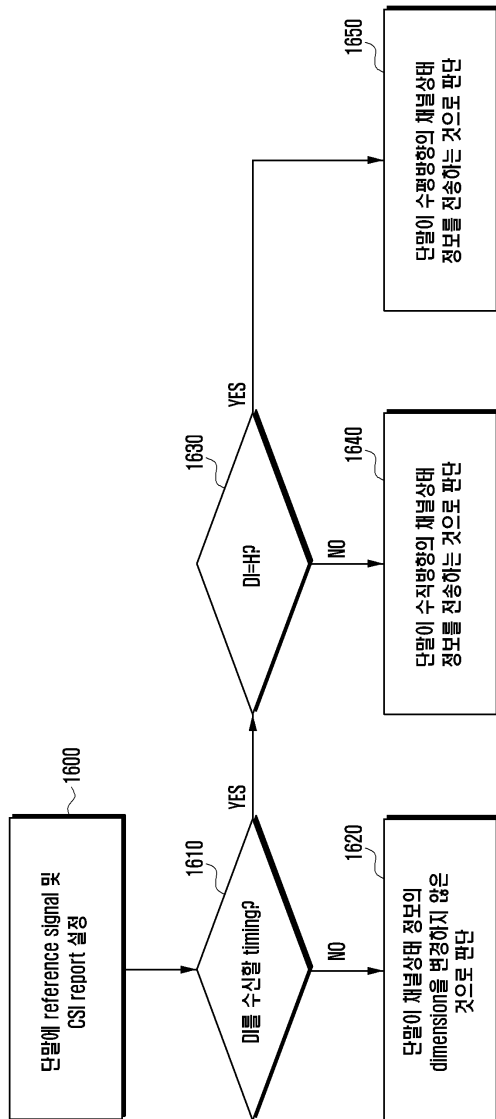 1600
단말에 reference signal 및
CSI report 설정
1610
DI를 수신할 timing?
YES
NO
1620
단말이 채널상태 정보의
dimension을 변경하지 않은
것으로 판단
1630
DI=H?
YES
NO
1640
단말이 수직방향의 채널상태
정보를 전송하는 것으로 판단
1650
단말이 수평방향의 채널상태
정보를 전송하는 것으로 판단